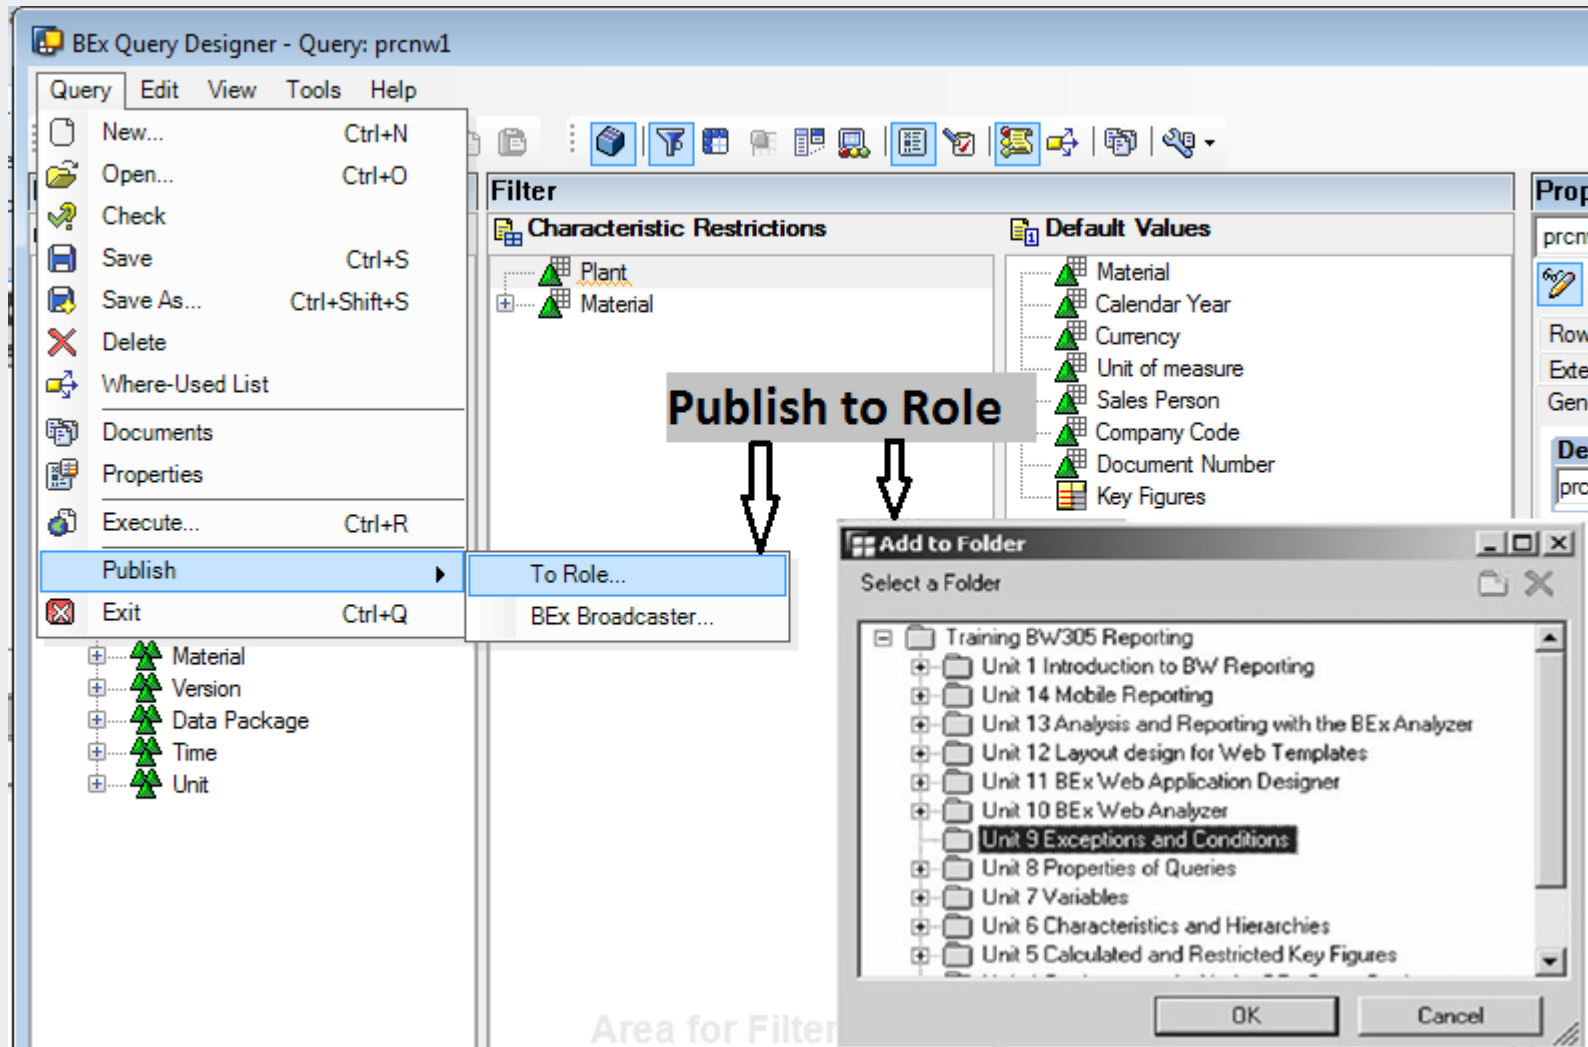 BEx Query Designer - Query: prcnw1
Query Edit View Tools Help
New... Ctrl+N
Open... Ctrl+O
Check
Save Ctrl+S
Save As... Ctrl+Shift+S
Delete
Where-Used List
Documents
Properties
Execute... Ctrl+R
Publish
Exit Ctrl+Q
To Role...
BEx Broadcaster...
Material
Version
Data Package
Time
Unit
Filter
Characteristic Restrictions
Plant
Material
Default Values
Material
Calendar Year
Currency
Unit of measure
Sales Person
Company Code
Document Number
Key Figures
Publish to Role
Prop
prcn
Row
Exte
Gen
De
prc
Add to Folder
Select a Folder
Training BW305 Reporting
Unit 1 Introduction to BW Reporting
Unit 14 Mobile Reporting
Unit 13 Analysis and Reporting with the BEx Analyzer
Unit 12 Layout design for Web Templates
Unit 11 BEx Web Application Designer
Unit 10 BEx Web Analyzer
Unit 9 Exceptions and Conditions
Unit 8 Properties of Queries
Unit 7 Variables
Unit 6 Characteristics and Hierarchies
Unit 5 Calculated and Restricted Key Figures
OK Cancel
Area for Filter